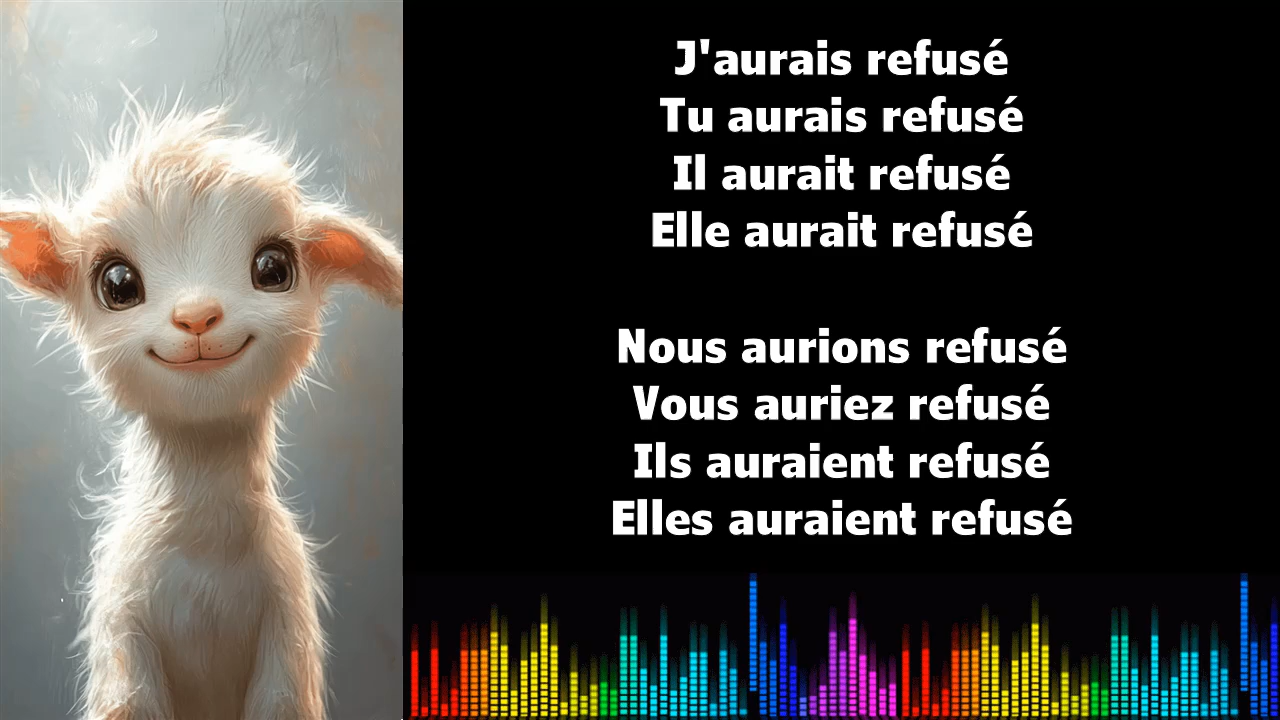 J'aurais refusé
Tu aurais refusé
Il aurait refusé
Elle aurait refusé
Nous aurions refusé
Vous auriez refusé
Ils auraient refusé
Elles auraient refusé